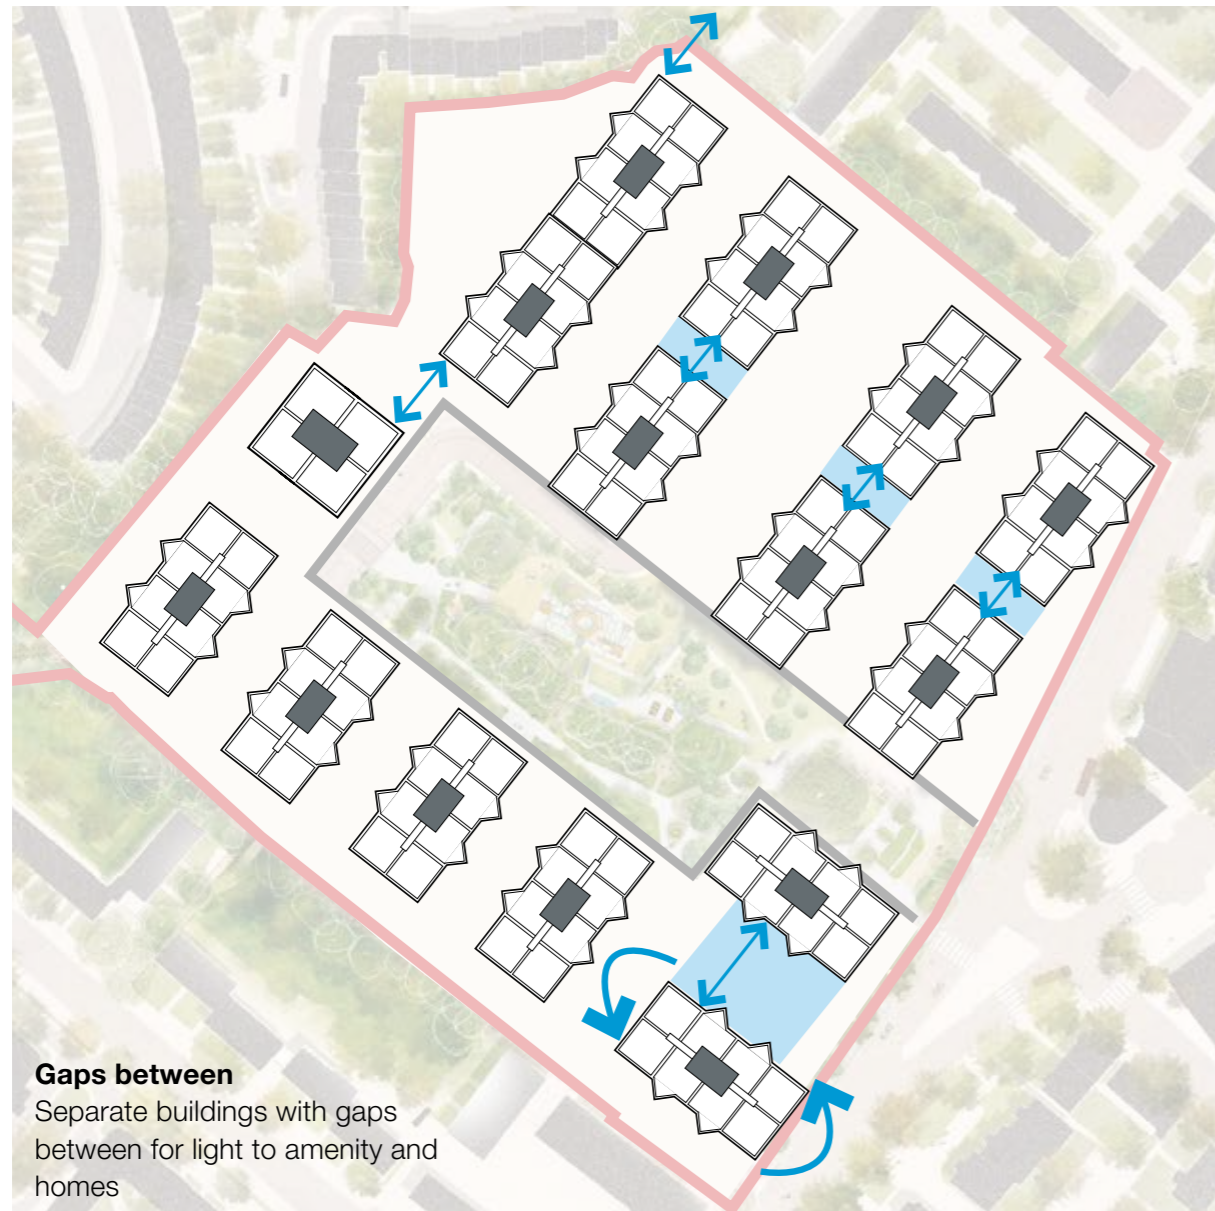 Gaps between
Separate buildings with gaps
between for light to amenity and
homes